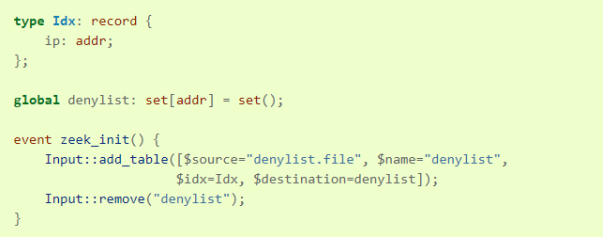 type Idx: record {
    ip: addr;
};

global denylist: set[addr] = set();

event zeek_init() {
    Input::add_table([$source="denylist.file", $name="denylist",
                      $idx=Idx, $destination=denylist]);
    Input::remove("denylist");
}